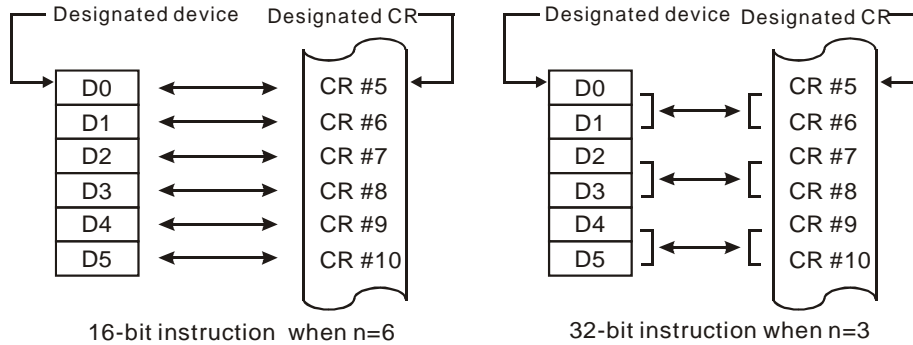 Designated device
Designated CR
D0
D1
D2
D3
D4
D5
CR #5
CR #6
CR #7
CR #8
CR #9
CR #10
16-bit instruction when n=6
Designated device
Designated CR
D0
D1
D2
D3
D4
D5
CR #5
CR #6
CR #7
CR #8
CR #9
CR #10
32-bit instruction when n=3